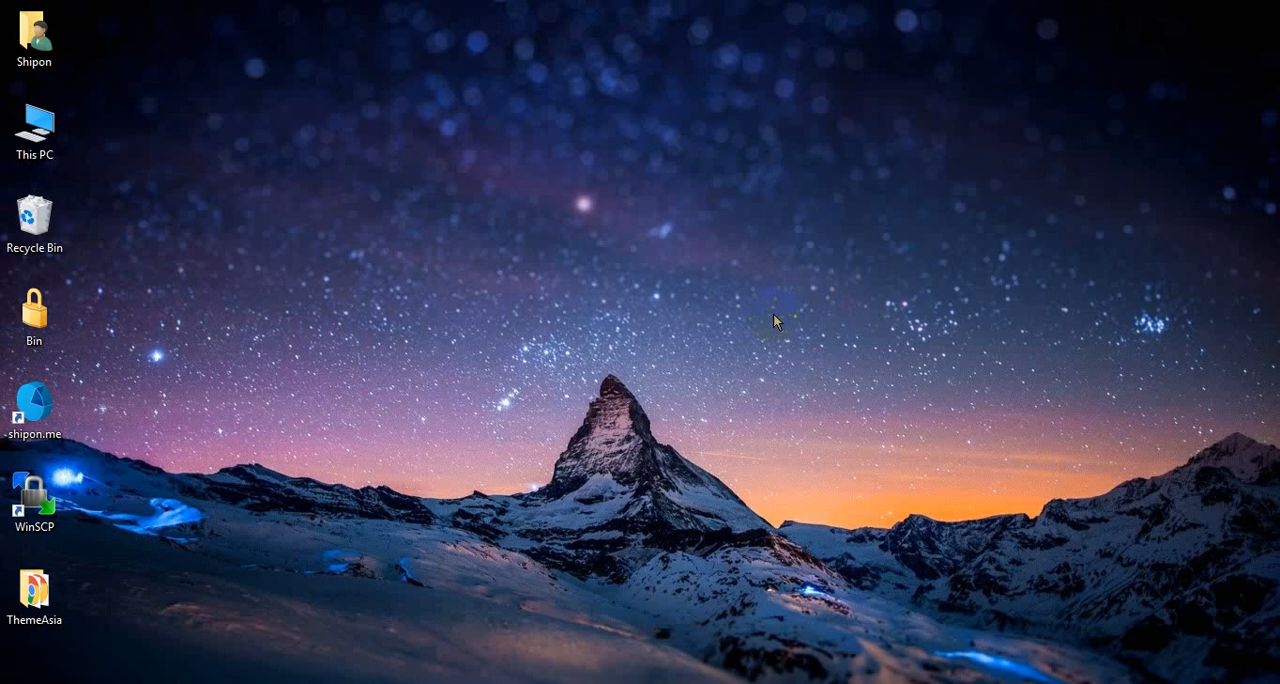 Shipon
This PC
Recycle Bin
Bin
shipon.me
WinSCP
ThemeAsia